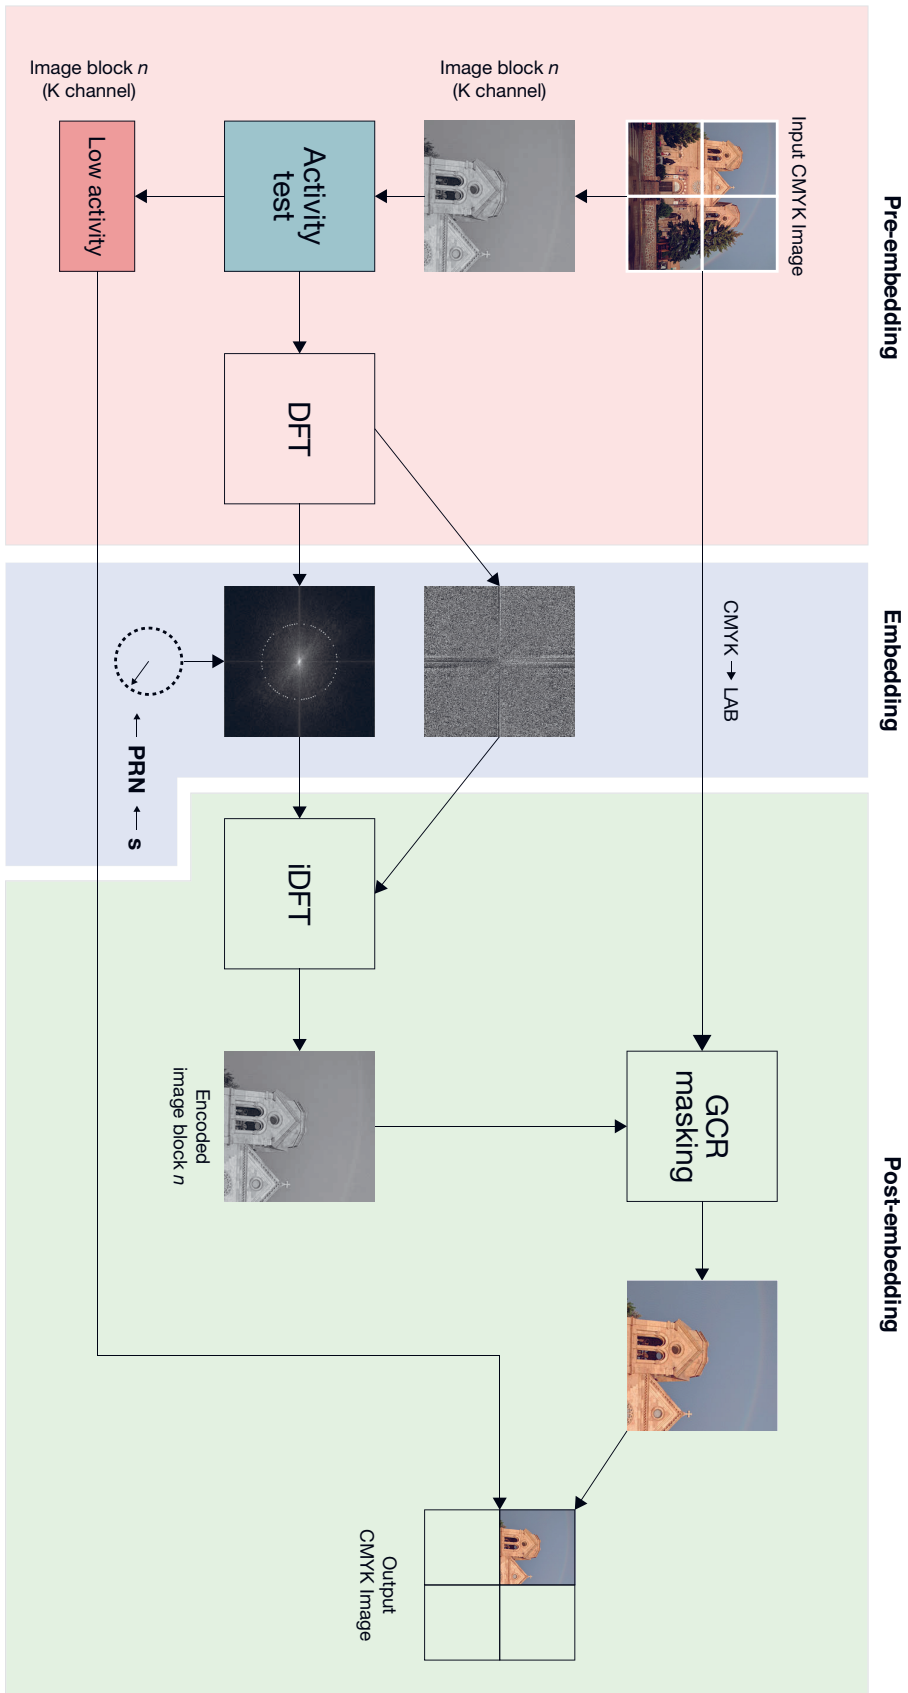 Pre-embedding
Embedding
Post-embedding
Input CMYK Image
Image block n
(K channel)
Activity
test
Image block n
(K channel)
Low activity
DFT
CMYK → LAB
s → PRN →
iDFT
Encoded
image block n
GCR
masking
Output
CMYK Image